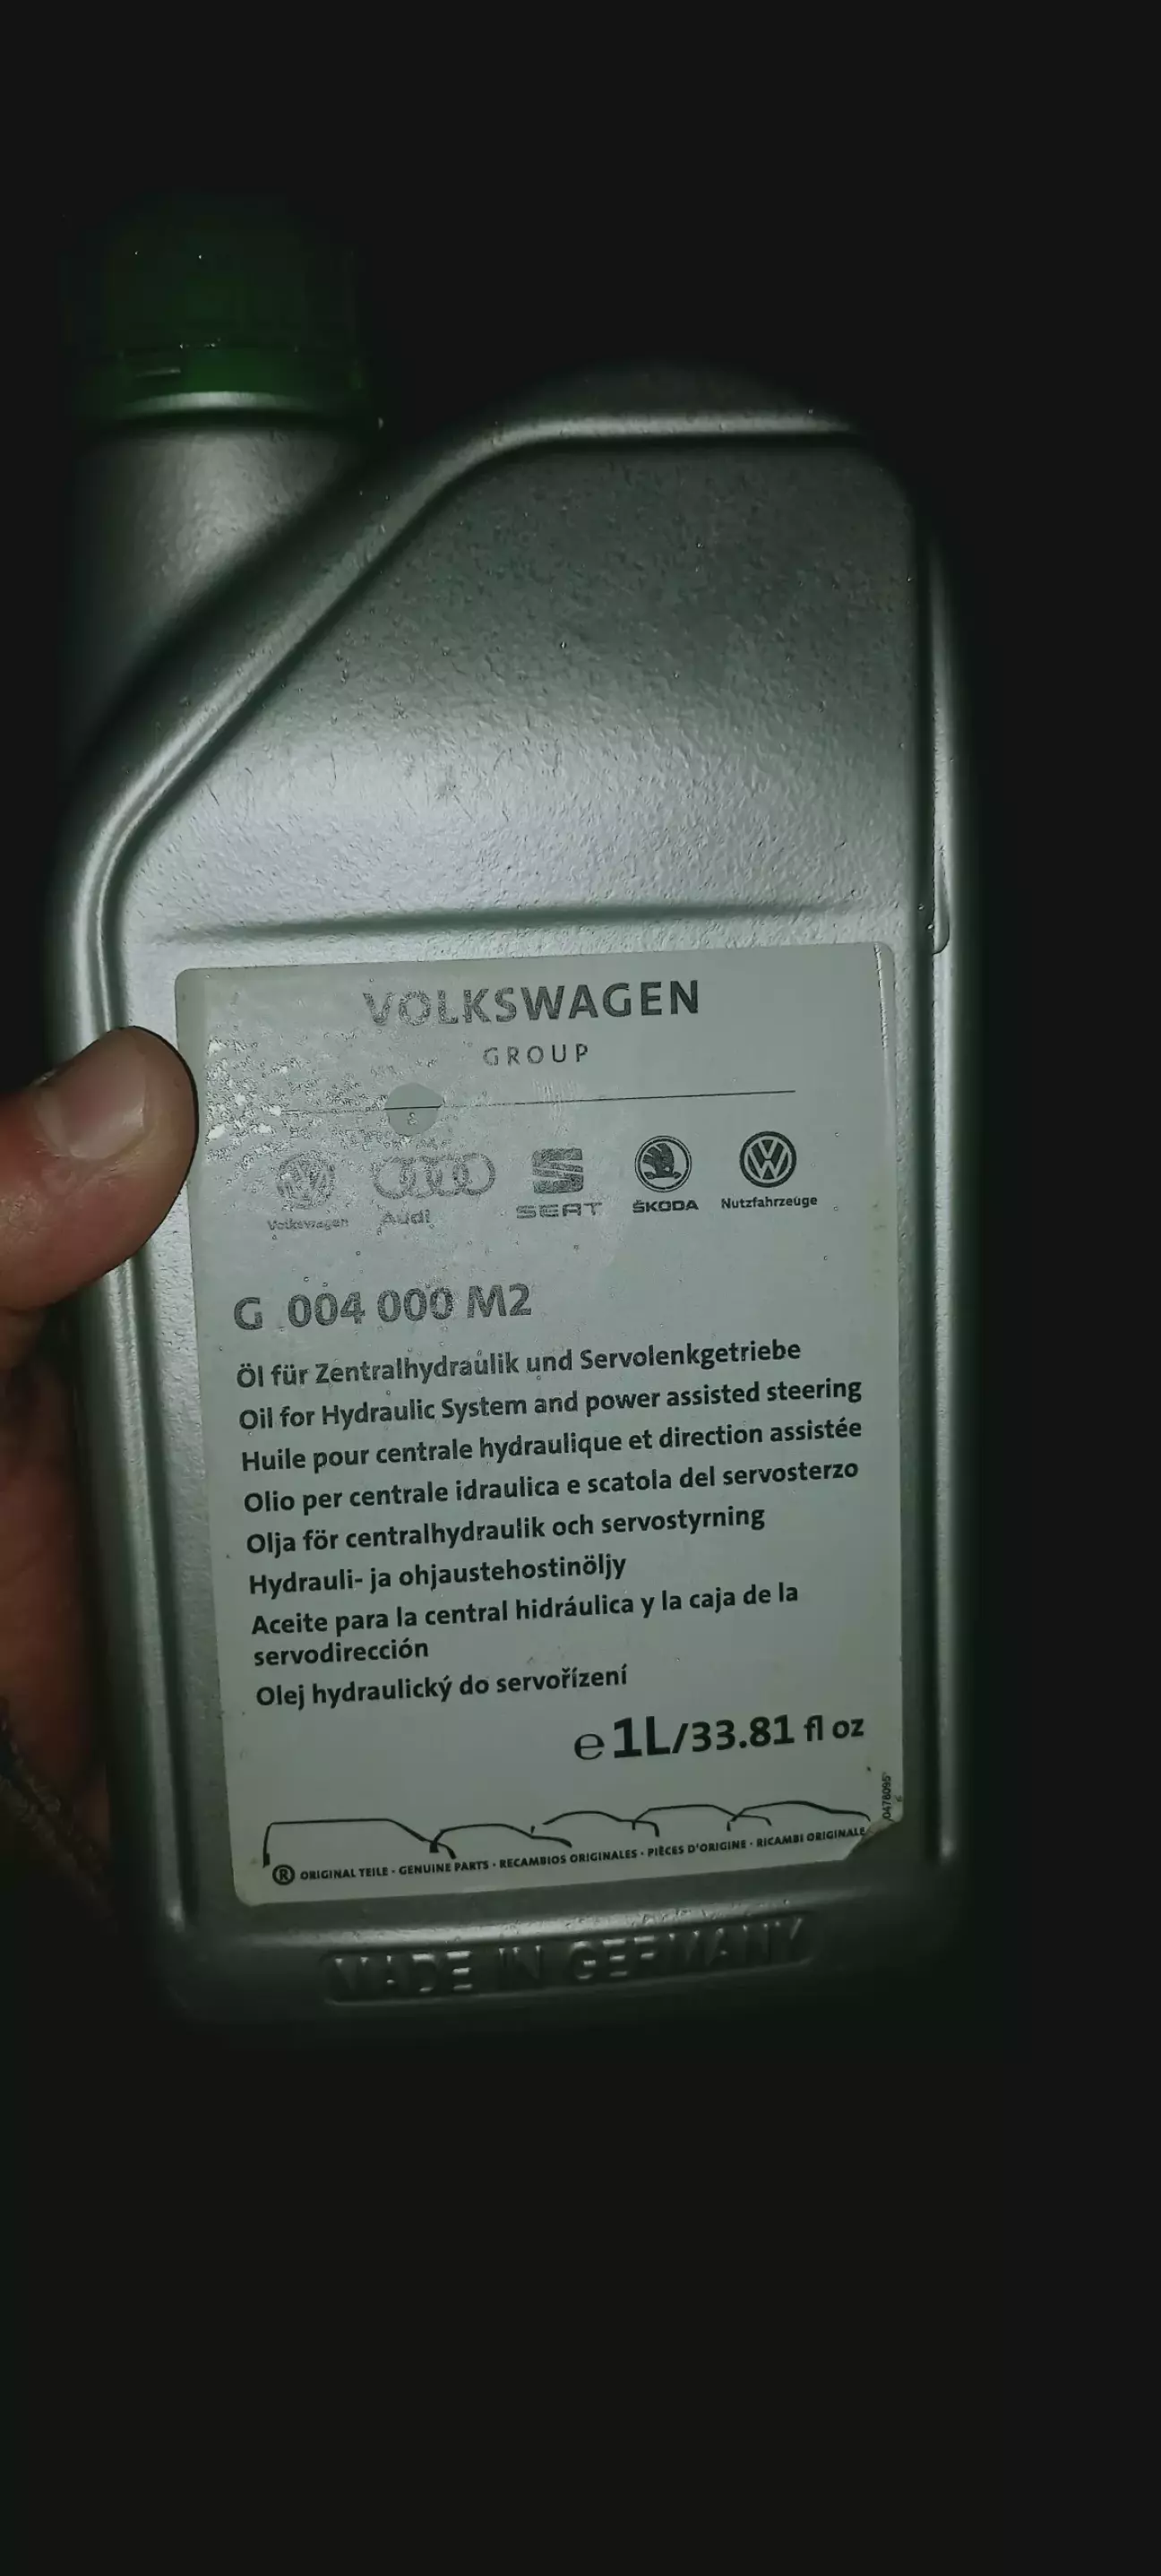 VOLKSWAGEN
GROUP
Volkswagen Audi SEAT ŠKODA Nutzfahrzeuge
G 004 000 M2
Öl für Zentralhydraulik und Servolenkgetriebe
Oil for Hydraulic System and power assisted steering
Huile pour centrale hydraulique et direction assistée
Olio per centrale idraulica e scatola del servosterzo
Olja för centralhydraulik och servostyrning
Hydrauli- ja ohjaustehostinöljy
Aceite para la central hidráulica y la caja de la
servodirección
Olej hydraulický do servořízení
e 1L/33.81 fl oz
® ORIGINAL TEILE · GENUINE PARTS · RECAMBIOS ORIGINALES · PIÈCES D'ORIGINE · RICAMBI ORIGINALE
MADE IN GERMANY